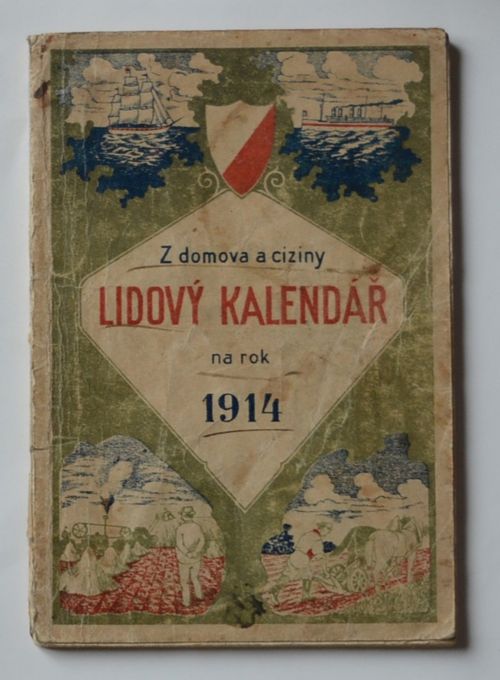 Z domova a ciziny
LIDOVÝ KALENDÁŘ
na rok
1914